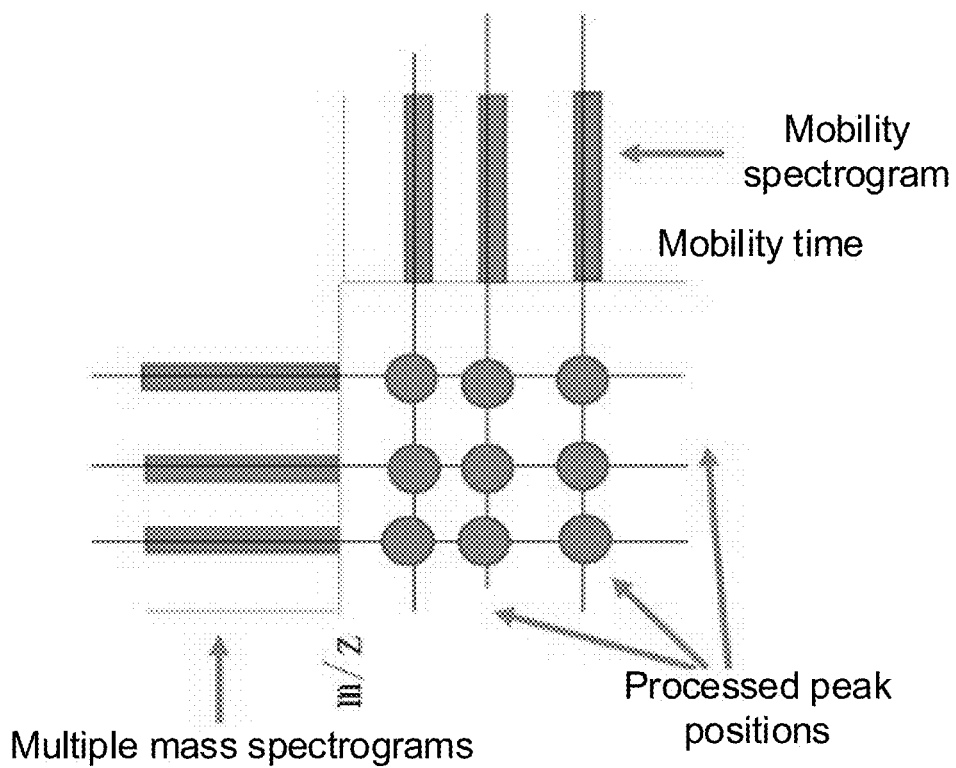 Mobility
spectrogram
Mobility time
m/z
Processed peak
positions
Multiple mass spectrograms